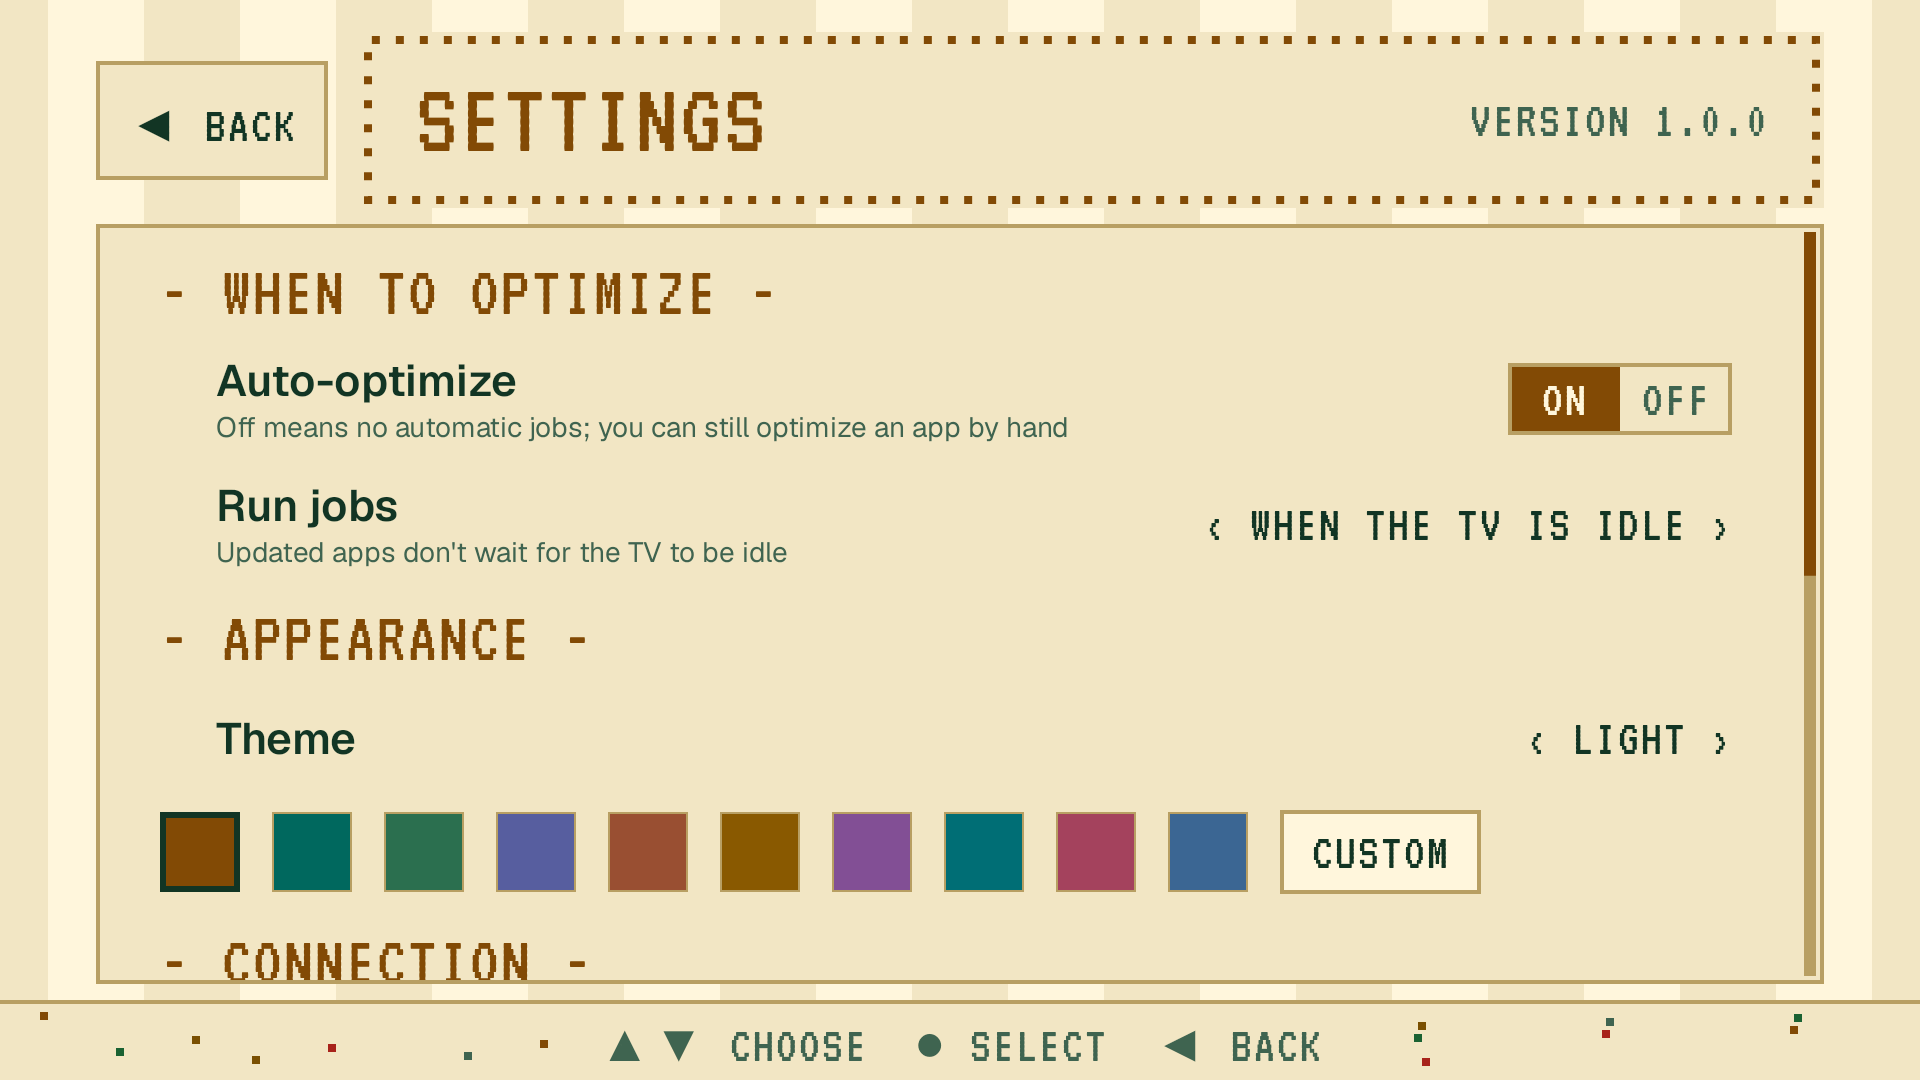 ◀ BACK
SETTINGS
VERSION 1.0.0
- WHEN TO OPTIMIZE -
Auto-optimize
Off means no automatic jobs; you can still optimize an app by hand
ON OFF
Run jobs
Updated apps don't wait for the TV to be idle
‹ WHEN THE TV IS IDLE ›
- APPEARANCE -
Theme
‹ LIGHT ›
CUSTOM
- CONNECTION -
▲ ▼ CHOOSE ● SELECT ◀ BACK